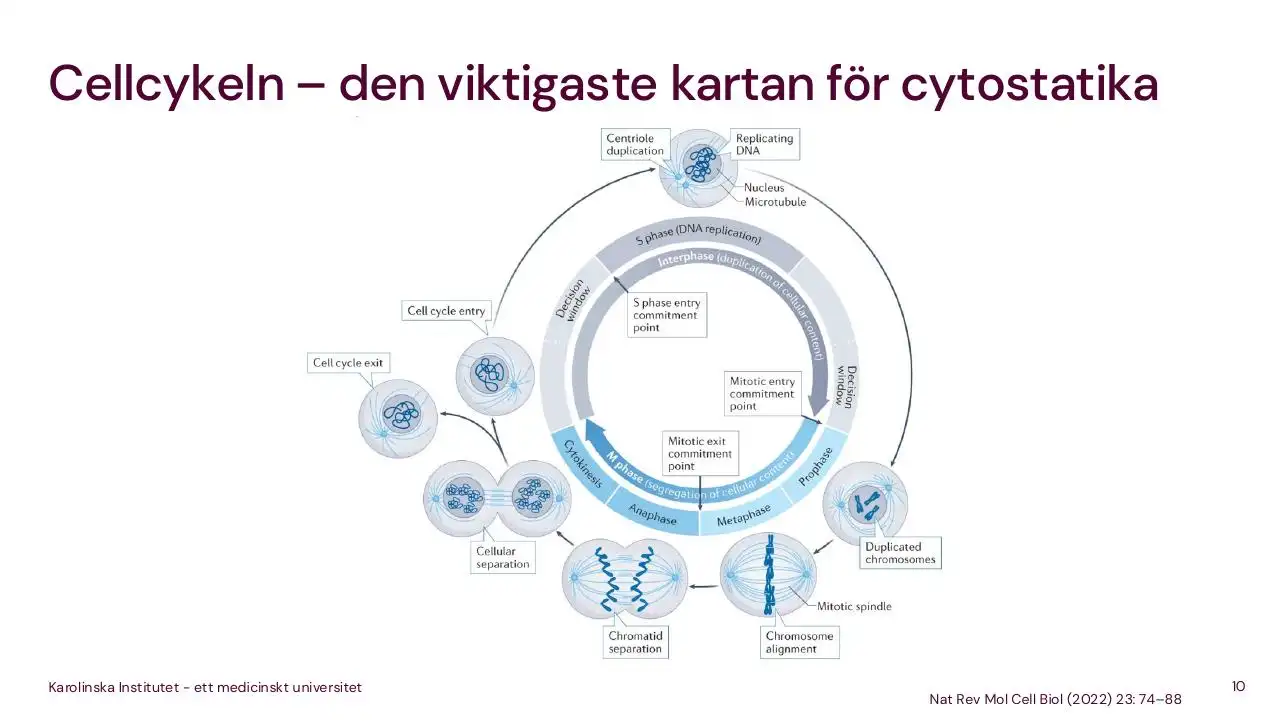 Cellcykeln – den viktigaste kartan för cytostatika
Centriole
duplication
Replicating
DNA
Nucleus
Microtubule
S phase (DNA replication)
Interphase (duplication of cellular content)
Decision
window
S phase entry
commitment
point
Cell cycle entry
Cell cycle exit
Mitotic entry
commitment
point
Decision
window
Mitotic exit
commitment
point
M phase (segregation of cellular content)
Cytokinesis
Anaphase
Metaphase
Prophase
Cellular
separation
Duplicated
chromosomes
Mitotic spindle
Chromatid
separation
Chromosome
alignment
Karolinska Institutet - ett medicinskt universitet
Nat Rev Mol Cell Biol (2022) 23: 74–88
10